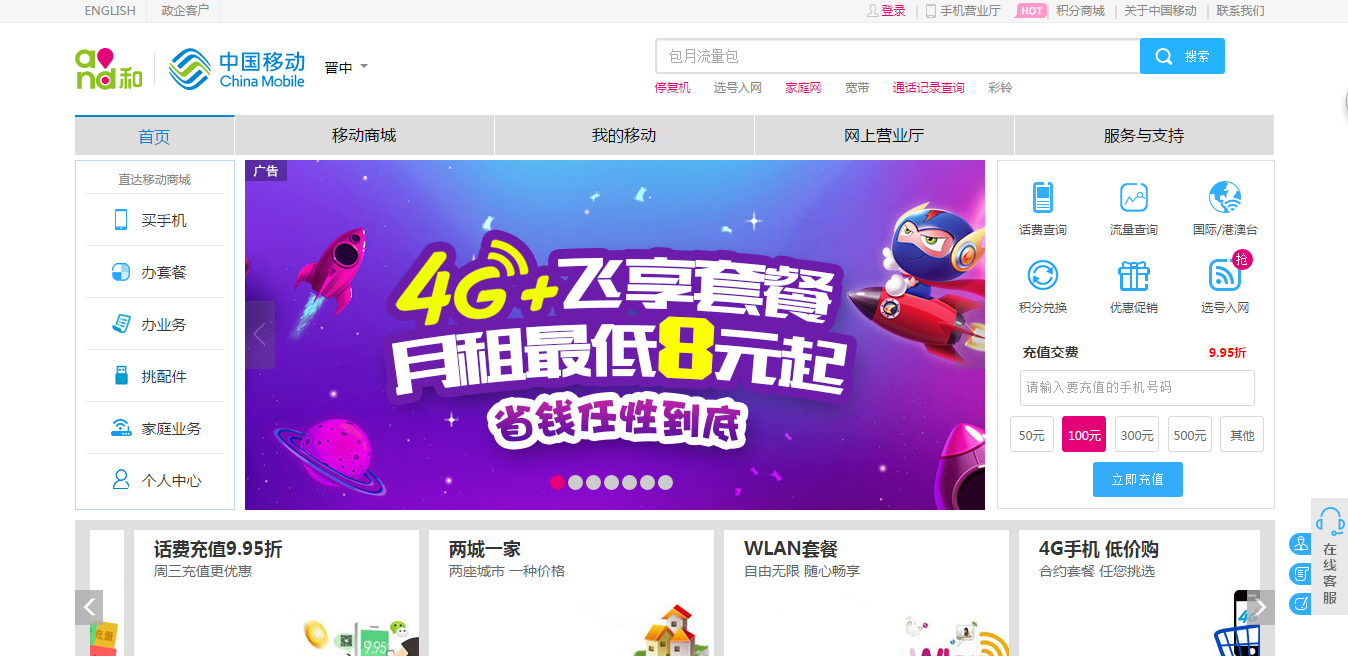 ENGLISH 政企客户
登录 手机营业厅 HOT 积分商城 关于中国移动 联系我们
and和 中国移动 China Mobile 晋中
包月流量包 搜索
停复机 选号入网 家庭网 宽带 通话记录查询 彩铃
首页 移动商城 我的移动 网上营业厅 服务与支持
直达移动商城
买手机
办套餐
办业务
挑配件
家庭业务
个人中心
广告
4G+飞享套餐
月租最低8元起
省钱任性到底
话费查询 流量查询 国际/港澳台
抢
积分兑换 优惠促销 选号入网
充值交费 9.95折
请输入要充值的手机号码
50元 100元 300元 500元 其他
立即充值
在线客服
话费充值9.95折
周三充值更优惠
两城一家
两座城市 一种价格
WLAN套餐
自由无限 随心畅享
4G手机 低价购
合约套餐 任您挑选
流量
9.95
4G